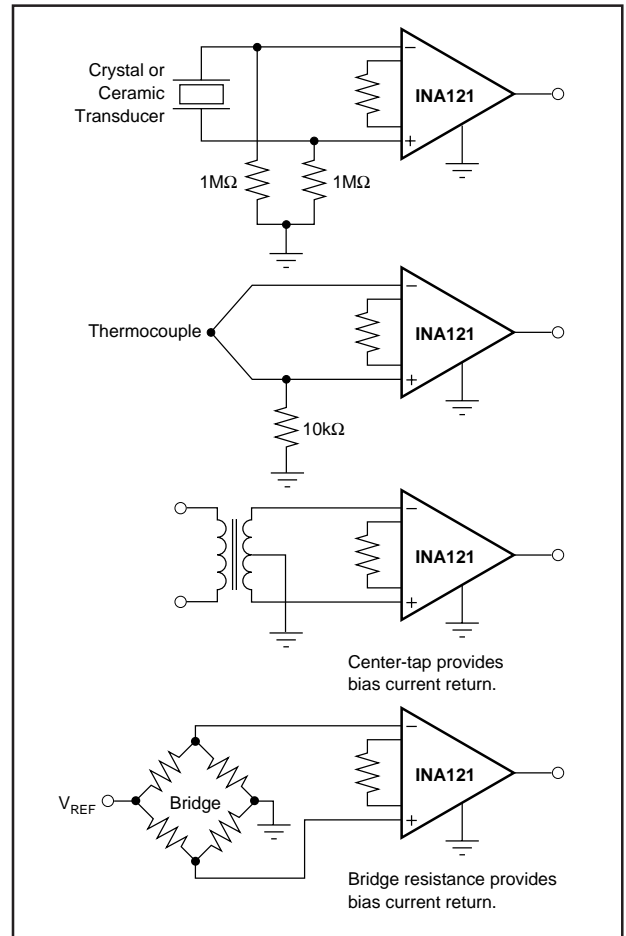 Crystal or
Ceramic
Transducer
−
INA121
+
1MΩ
1MΩ
Thermocouple
−
INA121
+
10kΩ
−
INA121
+
Center-tap provides
bias current return.
−
INA121
VREF
Bridge
+
Bridge resistance provides
bias current return.